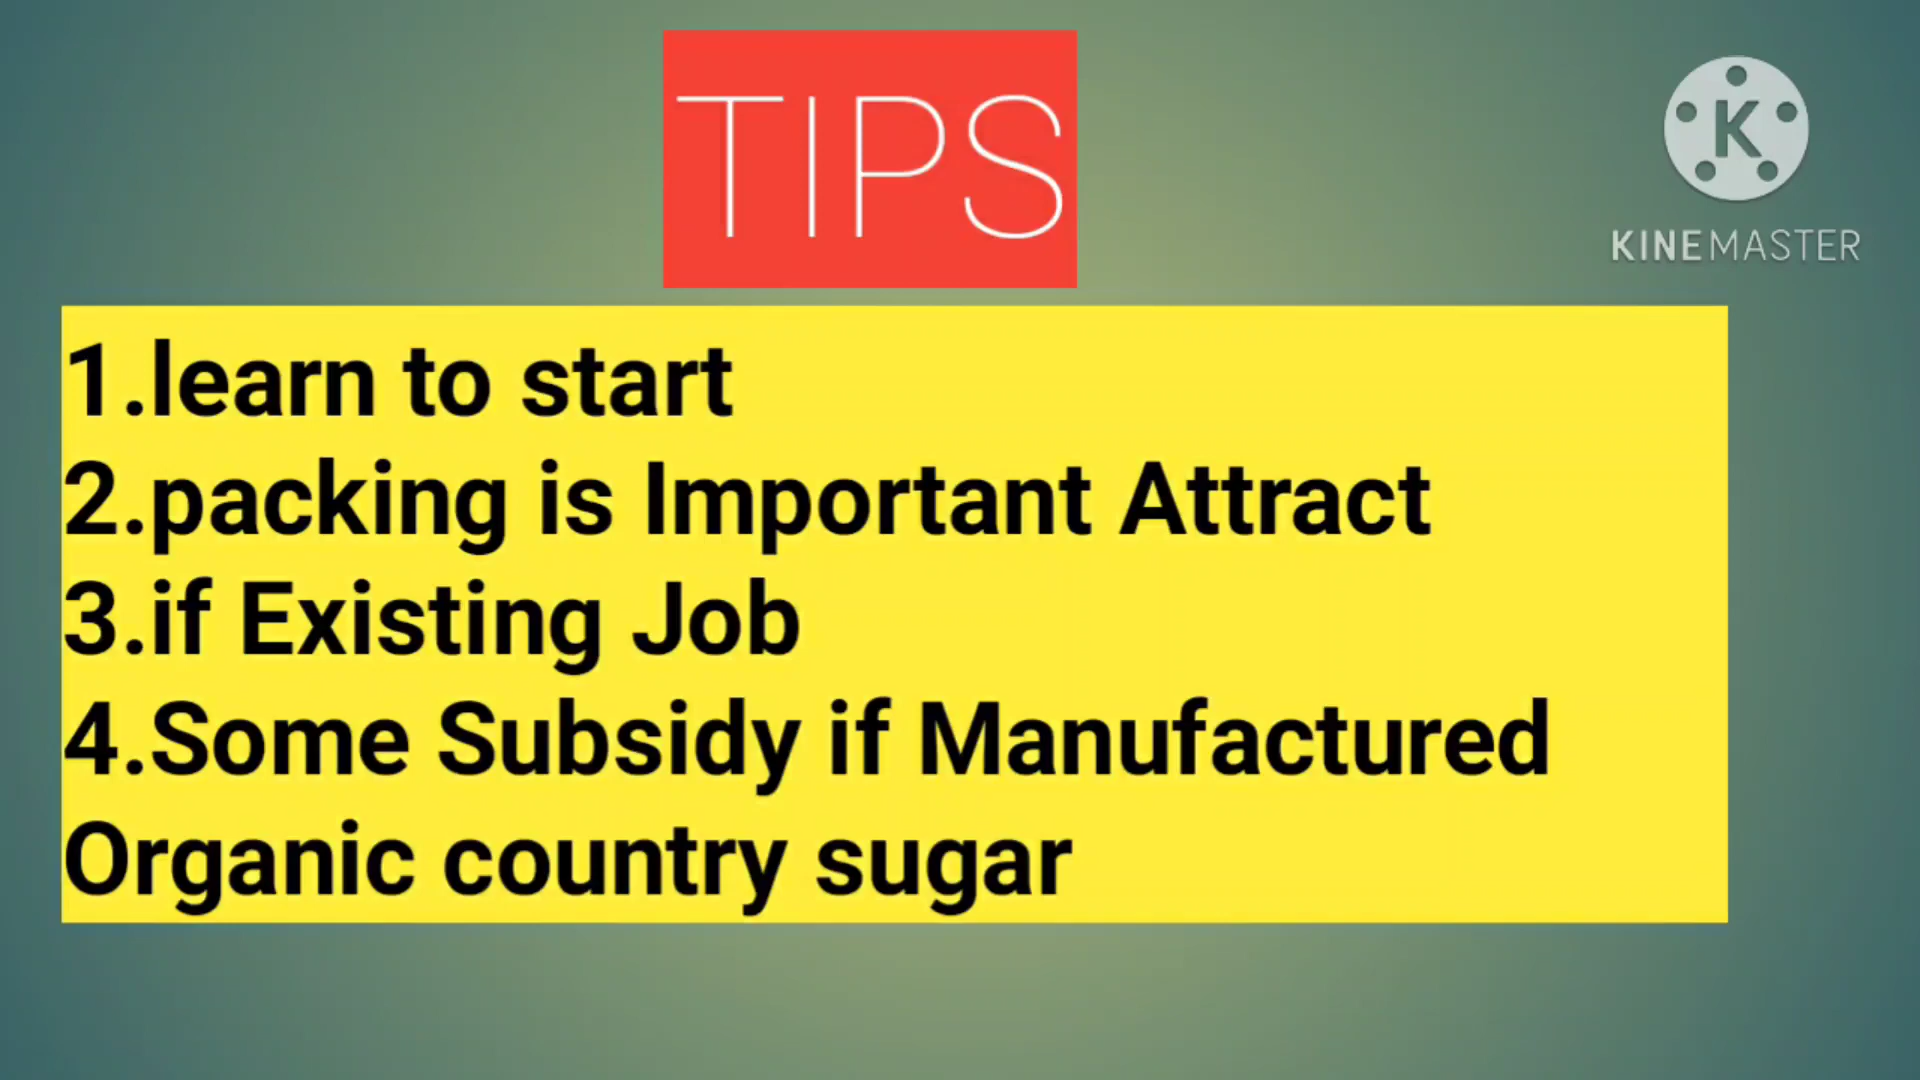 TIPS
K
KINEMASTER
1.learn to start
2.packing is Important Attract
3.if Existing Job
4.Some Subsidy if Manufactured
Organic country sugar